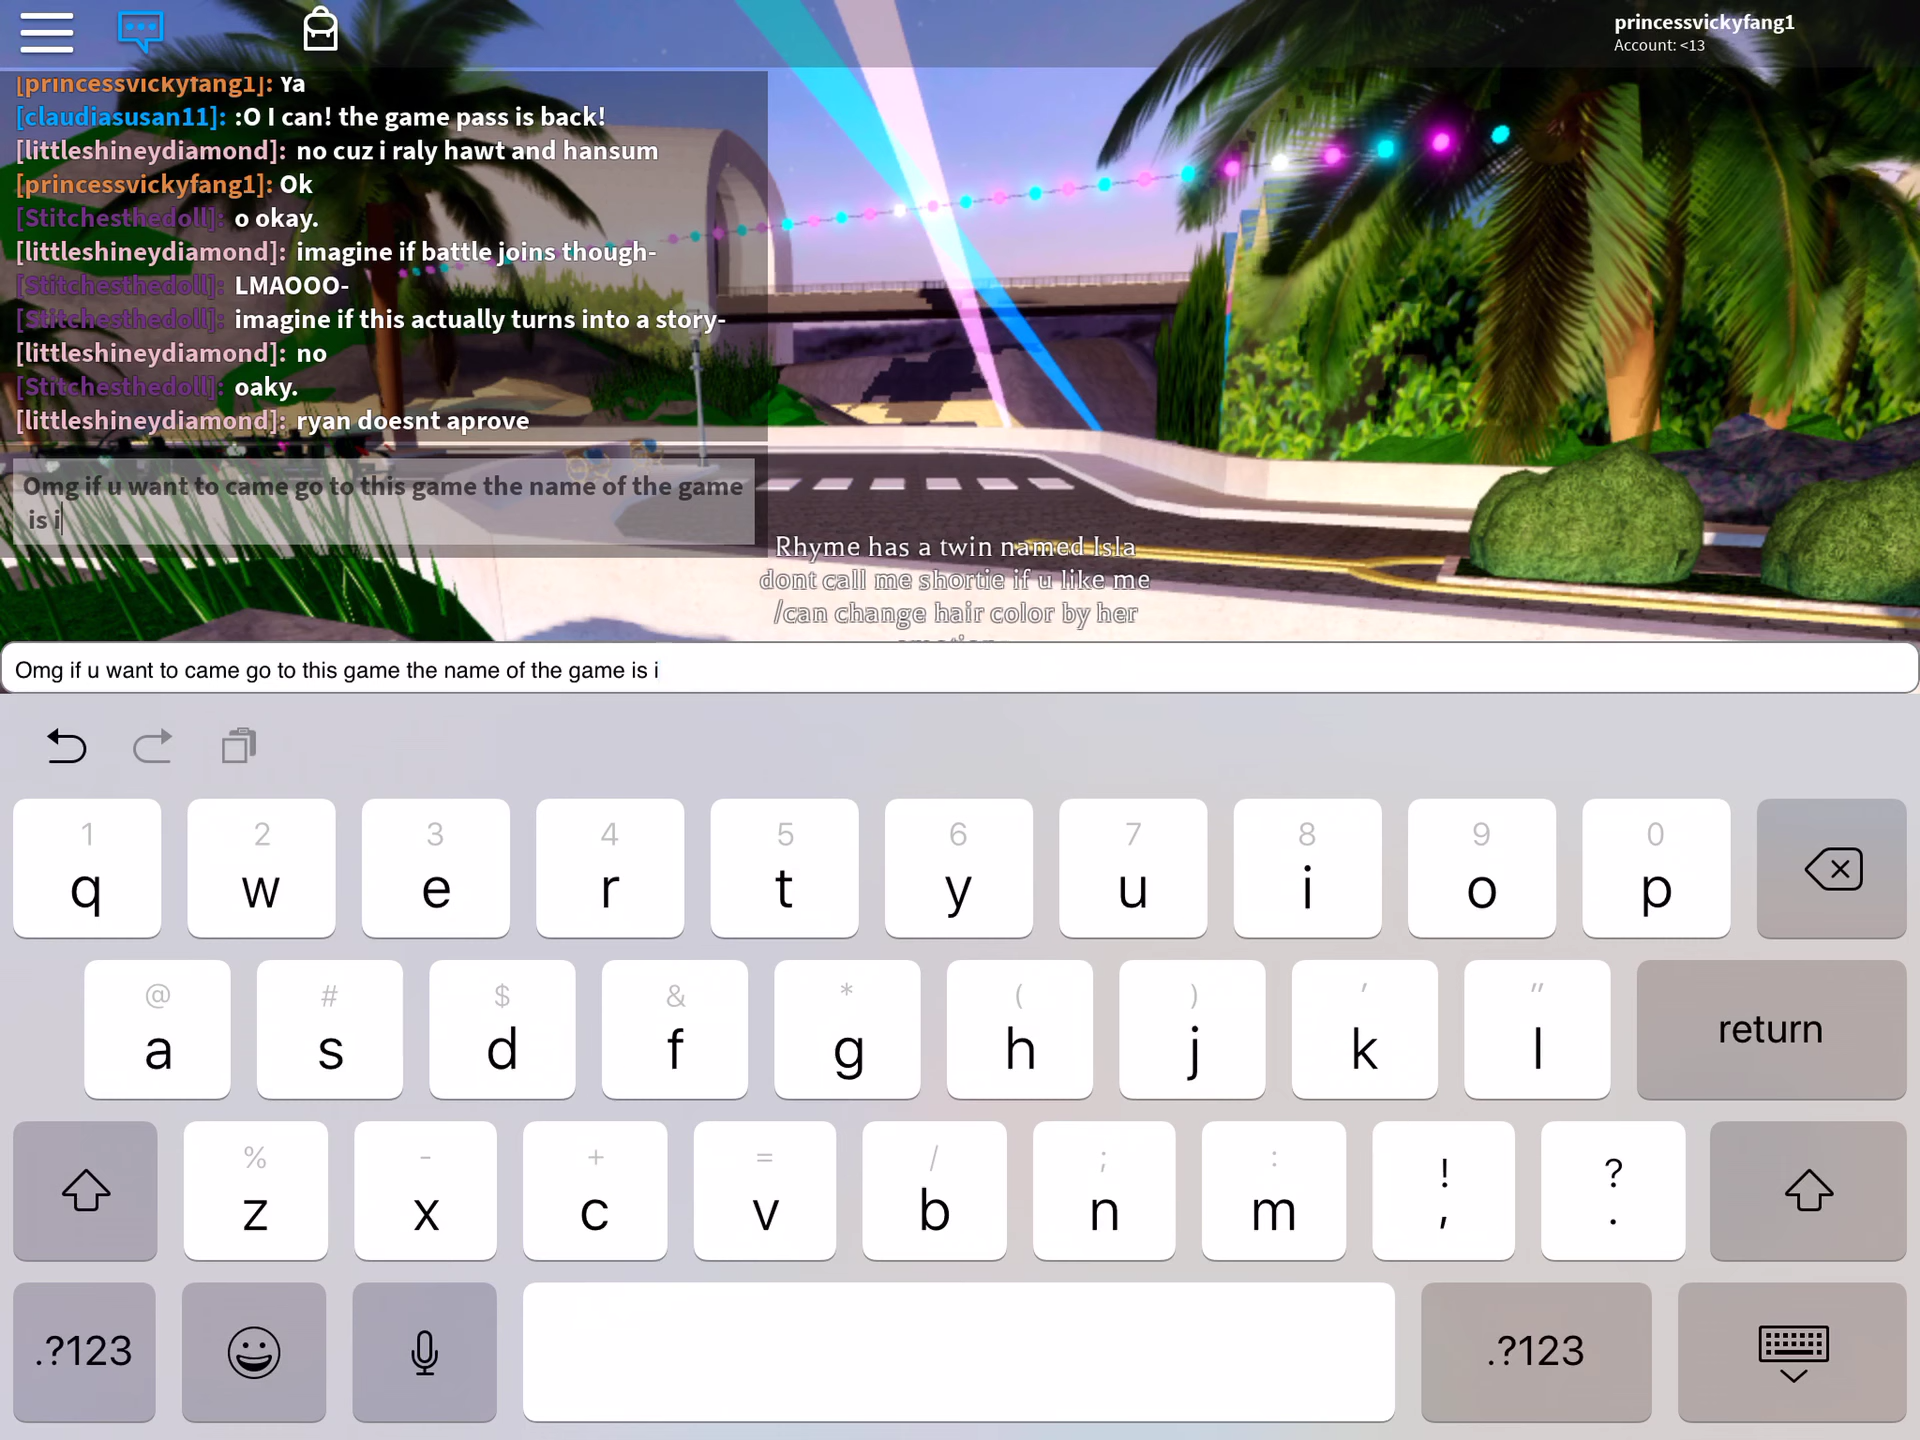 princessvickyfang1
Account: <13
[princessvickyfang1]: Ya
[claudiasusan11]: :O I can! the game pass is back!
[littleshineydiamond]: no cuz i raly hawt and hansum
[princessvickyfang1]: Ok
[Stitchesthedoll]: o okay.
[littleshineydiamond]: imagine if battle joins though-
[Stitchesthedoll]: LMAOOO-
[Stitchesthedoll]: imagine if this actually turns into a story-
[littleshineydiamond]: no
[Stitchesthedoll]: oaky.
[littleshineydiamond]: ryan doesnt aprove
Omg if u want to came go to this game the name of the game
is i
Rhyme has a twin named Isla
dont call me shortie if u like me
/can change hair color by her
Omg if u want to came go to this game the name of the game is i
1 2 3 4 5 6 7 8 9 0
q w e r t y u i o p
@ # $ & * ( ) ' "
a s d f g h j k l return
% - + = / ; : ! ?
z x c v b n m , .
.?123 .?123